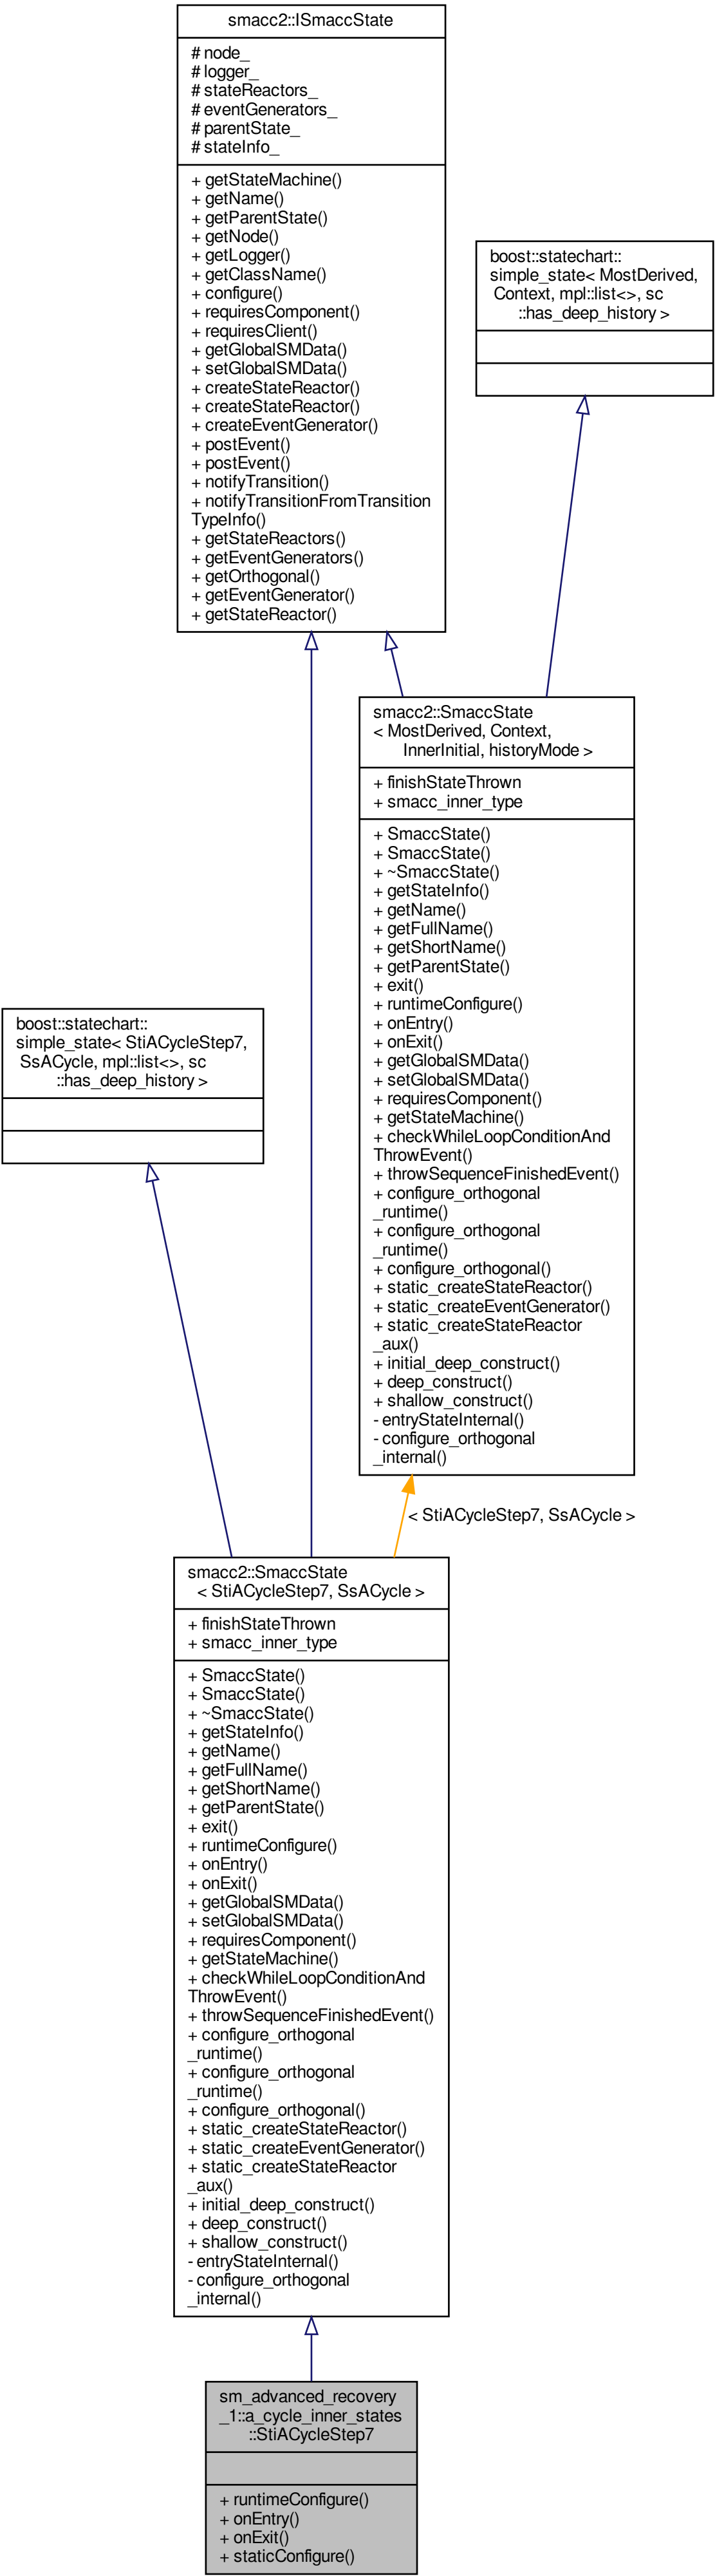 smacc2::ISmaccState
# node_
# logger_
# stateReactors_
# eventGenerators_
# parentState_
# stateInfo_
+ getStateMachine()
+ getName()
+ getParentState()
+ getNode()
+ getLogger()
+ getClassName()
+ configure()
+ requiresComponent()
+ requiresClient()
+ getGlobalSMData()
+ setGlobalSMData()
+ createStateReactor()
+ createStateReactor()
+ createEventGenerator()
+ postEvent()
+ postEvent()
+ notifyTransition()
+ notifyTransitionFromTransition
TypeInfo()
+ getStateReactors()
+ getEventGenerators()
+ getOrthogonal()
+ getEventGenerator()
+ getStateReactor()
boost::statechart::
simple_state< MostDerived,
Context, mpl::list<>, sc
::has_deep_history >
smacc2::SmaccState
< MostDerived, Context,
InnerInitial, historyMode >
+ finishStateThrown
+ smacc_inner_type
+ SmaccState()
+ SmaccState()
+ ~SmaccState()
+ getStateInfo()
+ getName()
+ getFullName()
+ getShortName()
+ getParentState()
+ exit()
+ runtimeConfigure()
+ onEntry()
+ onExit()
+ getGlobalSMData()
+ setGlobalSMData()
+ requiresComponent()
+ getStateMachine()
+ checkWhileLoopConditionAnd
ThrowEvent()
+ throwSequenceFinishedEvent()
+ configure_orthogonal
_runtime()
+ configure_orthogonal
_runtime()
+ configure_orthogonal()
+ static_createStateReactor()
+ static_createEventGenerator()
+ static_createStateReactor
_aux()
+ initial_deep_construct()
+ deep_construct()
+ shallow_construct()
- entryStateInternal()
- configure_orthogonal
_internal()
boost::statechart::
simple_state< StiACycleStep7,
SsACycle, mpl::list<>, sc
::has_deep_history >
< StiACycleStep7, SsACycle >
smacc2::SmaccState
< StiACycleStep7, SsACycle >
+ finishStateThrown
+ smacc_inner_type
+ SmaccState()
+ SmaccState()
+ ~SmaccState()
+ getStateInfo()
+ getName()
+ getFullName()
+ getShortName()
+ getParentState()
+ exit()
+ runtimeConfigure()
+ onEntry()
+ onExit()
+ getGlobalSMData()
+ setGlobalSMData()
+ requiresComponent()
+ getStateMachine()
+ checkWhileLoopConditionAnd
ThrowEvent()
+ throwSequenceFinishedEvent()
+ configure_orthogonal
_runtime()
+ configure_orthogonal
_runtime()
+ configure_orthogonal()
+ static_createStateReactor()
+ static_createEventGenerator()
+ static_createStateReactor
_aux()
+ initial_deep_construct()
+ deep_construct()
+ shallow_construct()
- entryStateInternal()
- configure_orthogonal
_internal()
sm_advanced_recovery
_1::a_cycle_inner_states
::StiACycleStep7
+ runtimeConfigure()
+ onEntry()
+ onExit()
+ staticConfigure()